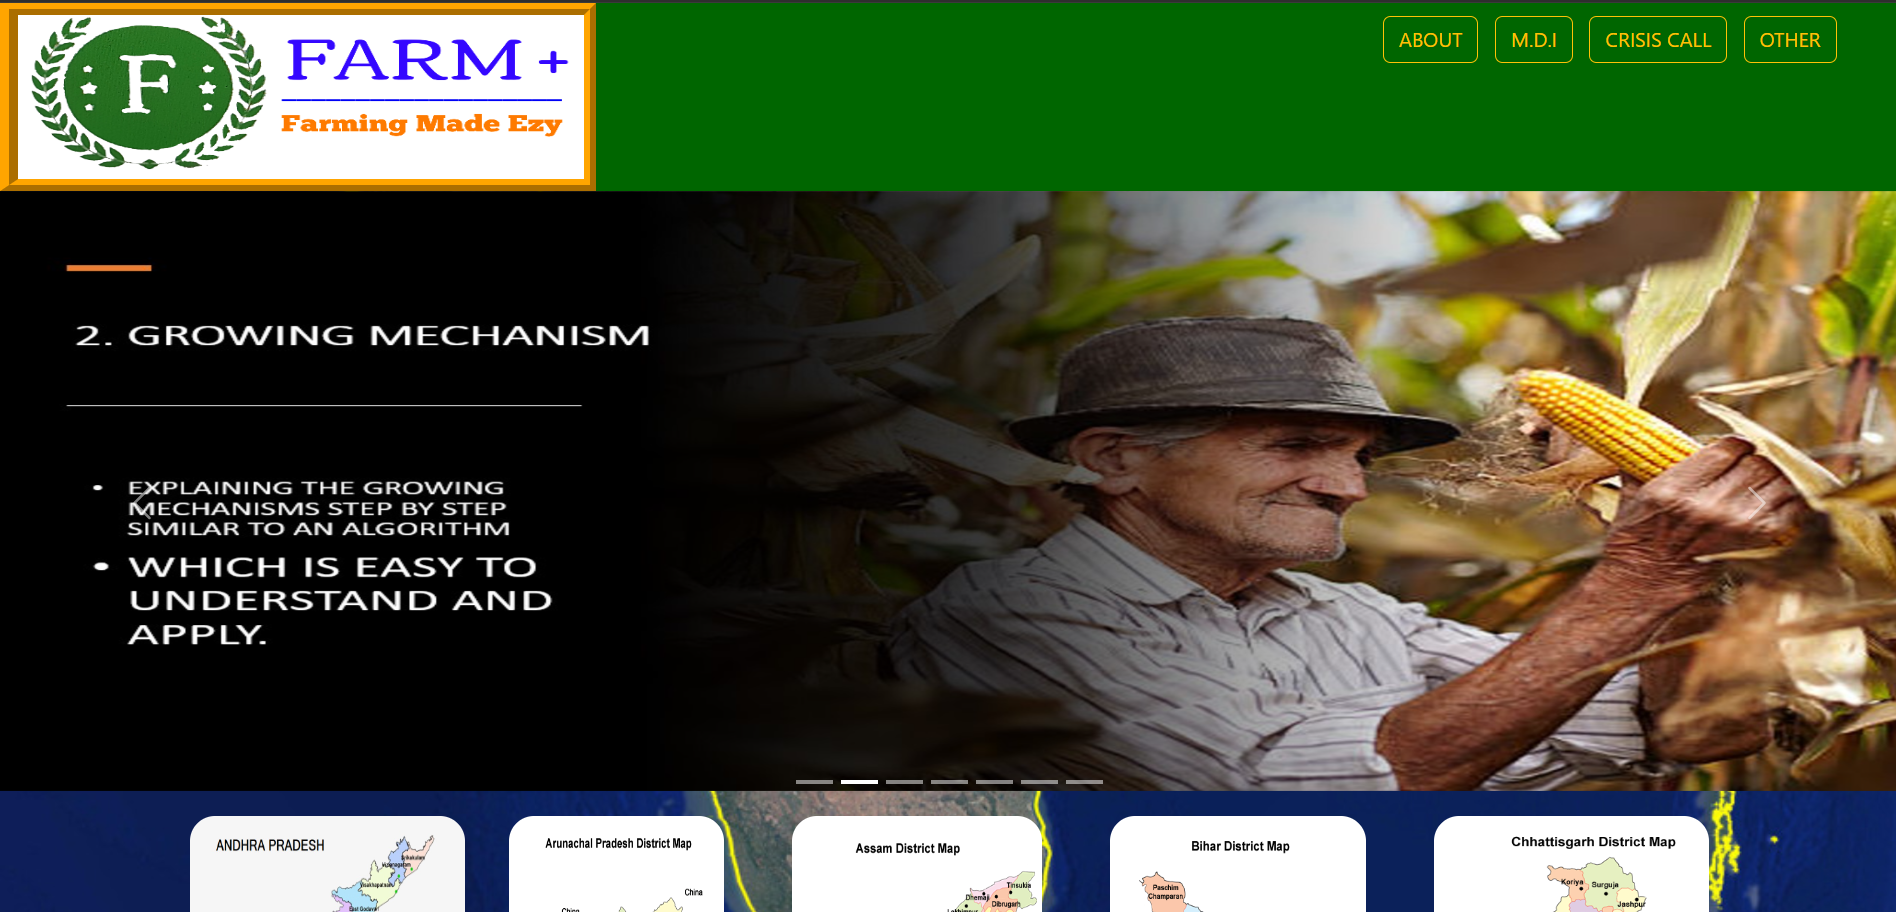 F
FARM +
Farming Made Ezy
ABOUT
M.D.I
CRISIS CALL
OTHER
2. GROWING MECHANISM
• EXPLAINING THE GROWING
MECHANISMS STEP BY STEP
SIMILAR TO AN ALGORITHM
• WHICH IS EASY TO
UNDERSTAND AND
APPLY.
ANDHRA PRADESH
Srikakulam
Vizianagaram
Visakhapatnam
East Godavari
Arunachal Pradesh District Map
China
China
Assam District Map
Tinsukia
Dhemaji
Dibrugarh
Lakhimpur
Bihar District Map
Paschim
Champaran
Chhattisgarh District Map
Koriya
Surguja
Jashpur